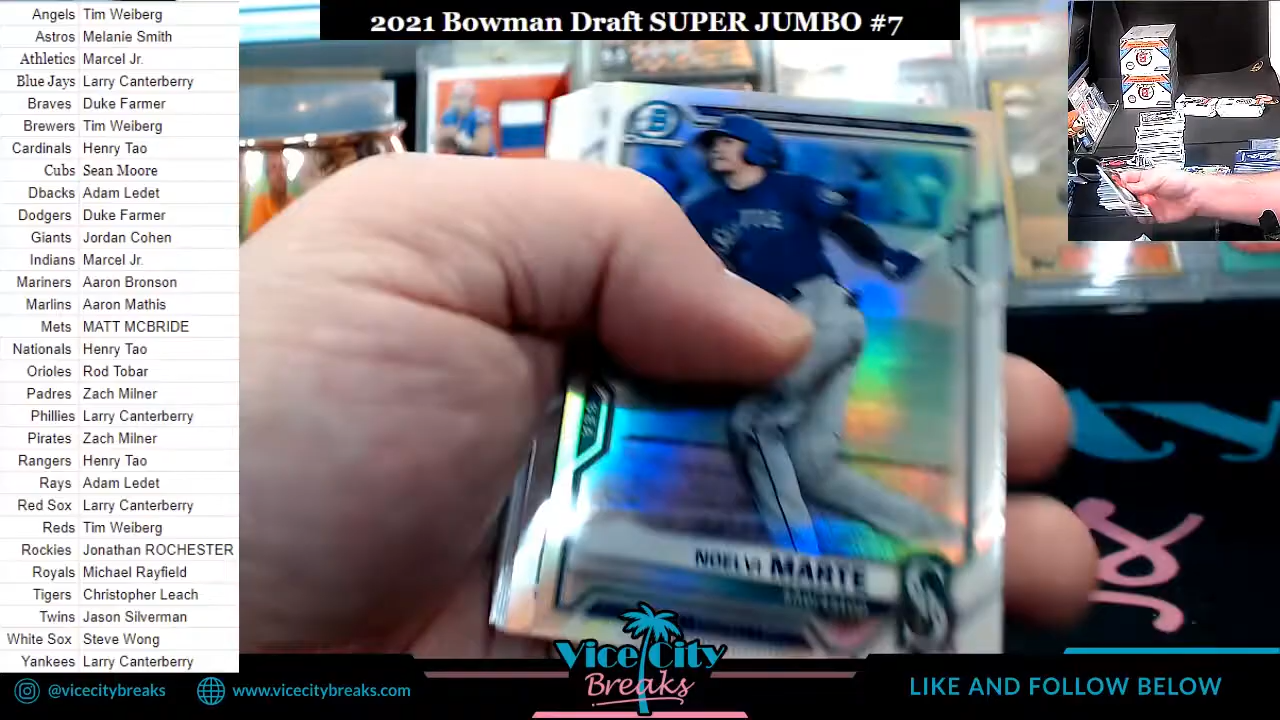 2021 Bowman Draft SUPER JUMBO #7
Angels Tim Weiberg
Astros Melanie Smith
Athletics Marcel Jr.
Blue Jays Larry Canterberry
Braves Duke Farmer
Brewers Tim Weiberg
Cardinals Henry Tao
Cubs Sean Moore
Dbacks Adam Ledet
Dodgers Duke Farmer
Giants Jordan Cohen
Indians Marcel Jr.
Mariners Aaron Bronson
Marlins Aaron Mathis
Mets MATT MCBRIDE
Nationals Henry Tao
Orioles Rod Tobar
Padres Zach Milner
Phillies Larry Canterberry
Pirates Zach Milner
Rangers Henry Tao
Rays Adam Ledet
Red Sox Larry Canterberry
Reds Tim Weiberg
Rockies Jonathan ROCHESTER
Royals Michael Rayfield
Tigers Christopher Leach
Twins Jason Silverman
White Sox Steve Wong
Yankees Larry Canterberry
B
NOELVI MARTE
S
@vicecitybreaks
www.vicecitybreaks.com
Vice City
Breaks
LIKE AND FOLLOW BELOW